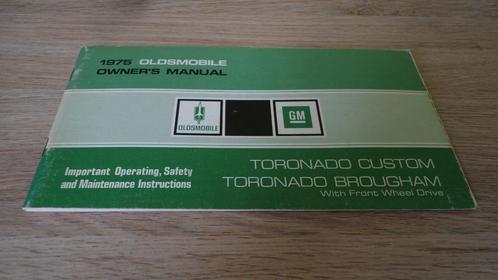 1975 OLDSMOBILE
OWNER'S MANUAL
OLDSMOBILE
GM
Important Operating, Safety
and Maintenance Instructions
TORONADO CUSTOM
TORONADO BROUGHAM
With Front Wheel Drive